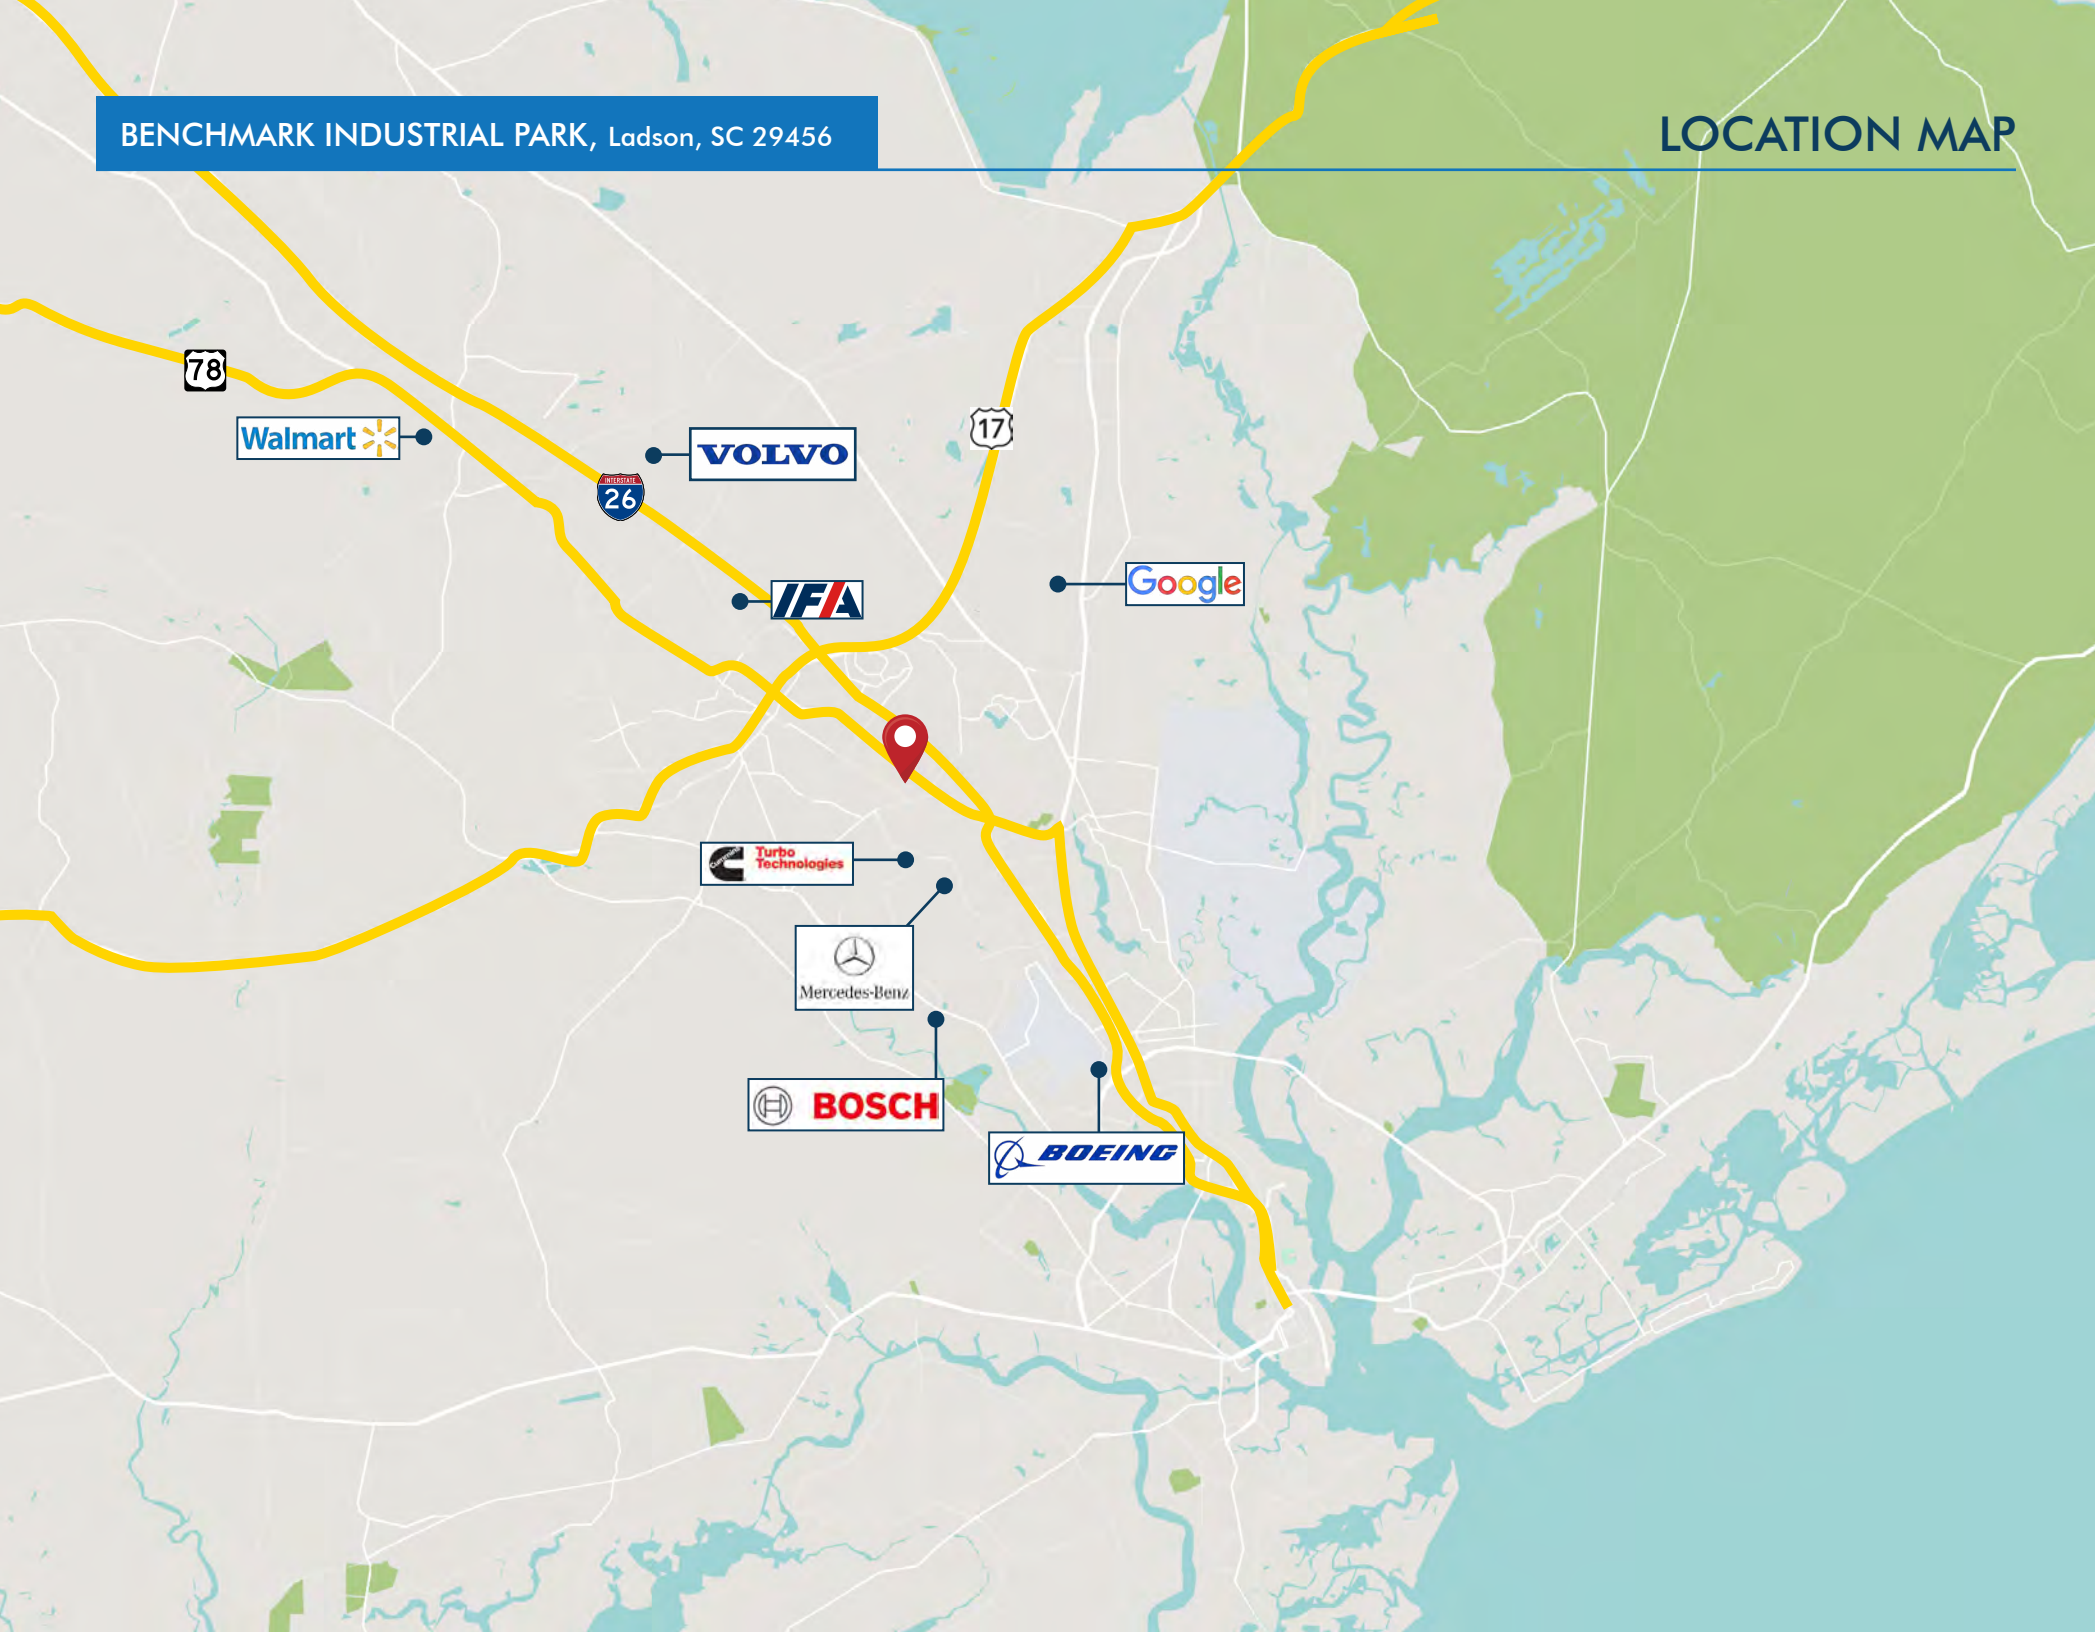 BENCHMARK INDUSTRIAL PARK, Ladson, SC 29456
LOCATION MAP
78
Walmart
VOLVO
17
INTERSTATE
26
IFA
Google
Cummins
Turbo
Technologies
Mercedes-Benz
BOSCH
BOEING